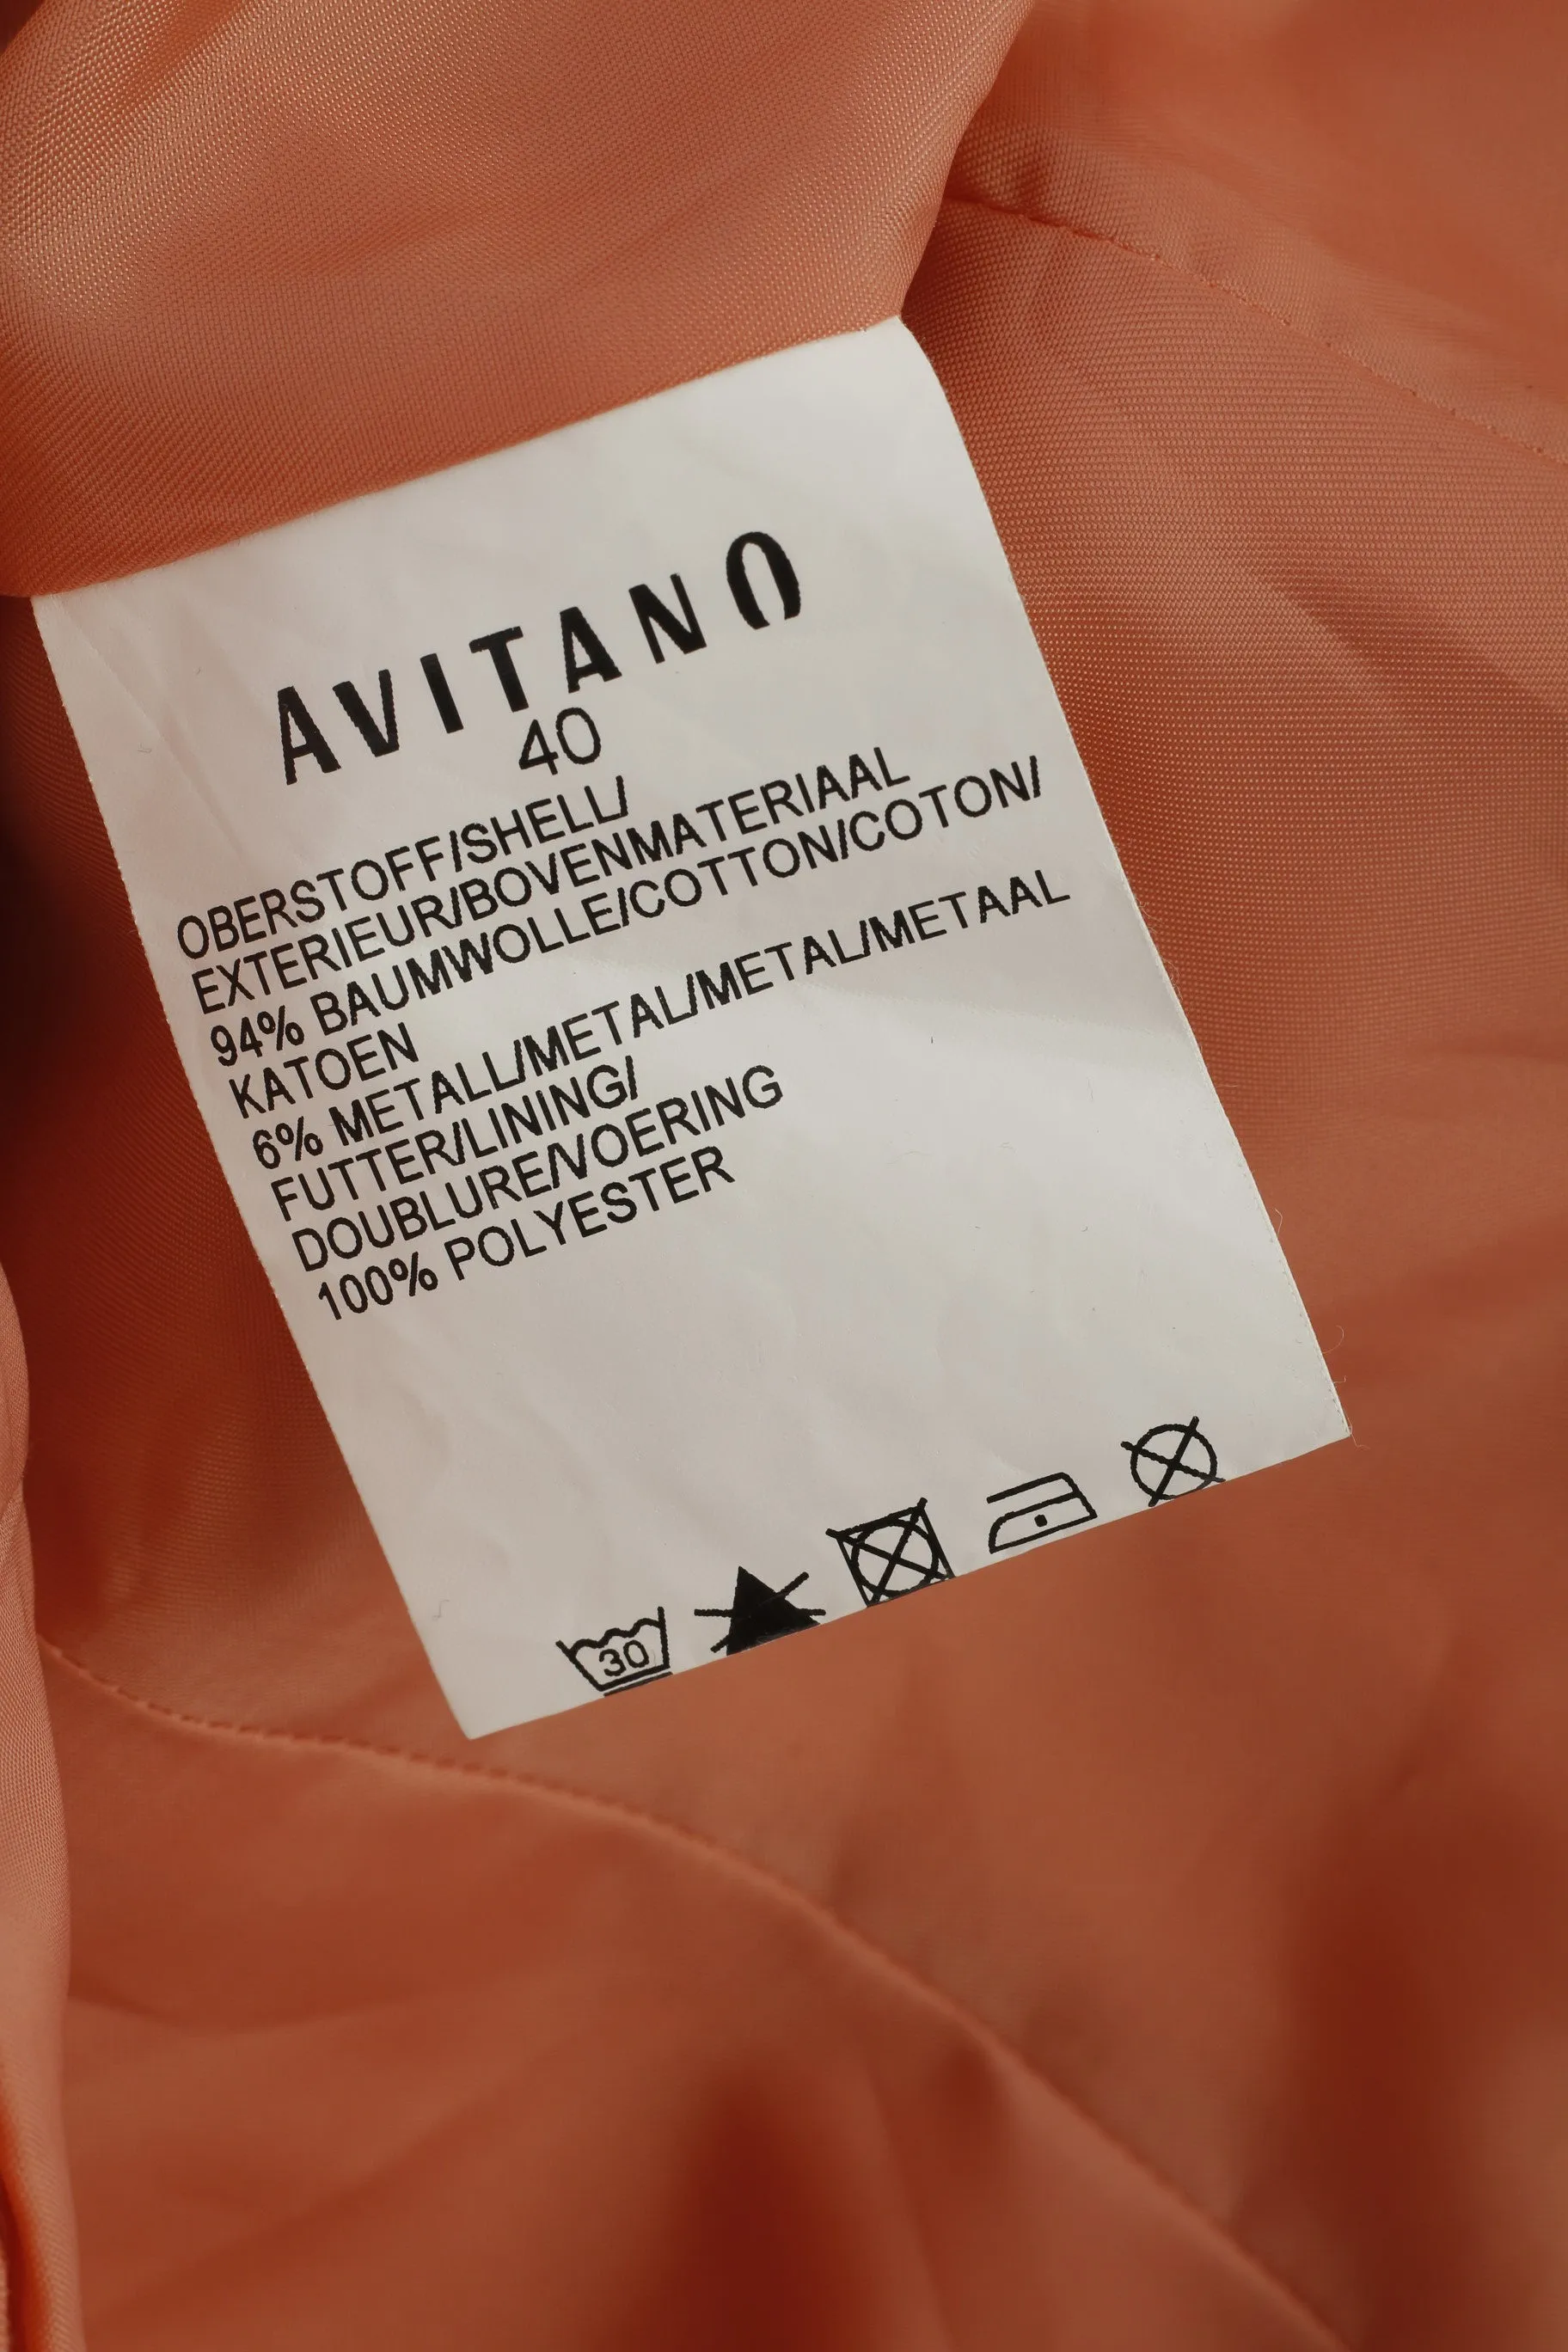 AVITANO
40
OBERSTOFF/SHELL/
EXTERIEUR/BOVENMATERIAAL
94% BAUMWOLLE/COTTON/COTON/
KATOEN
6% METALL/METAL/METAL/METAAL
FUTTER/LINING/
DOUBLURE/VOERING
100% POLYESTER
30